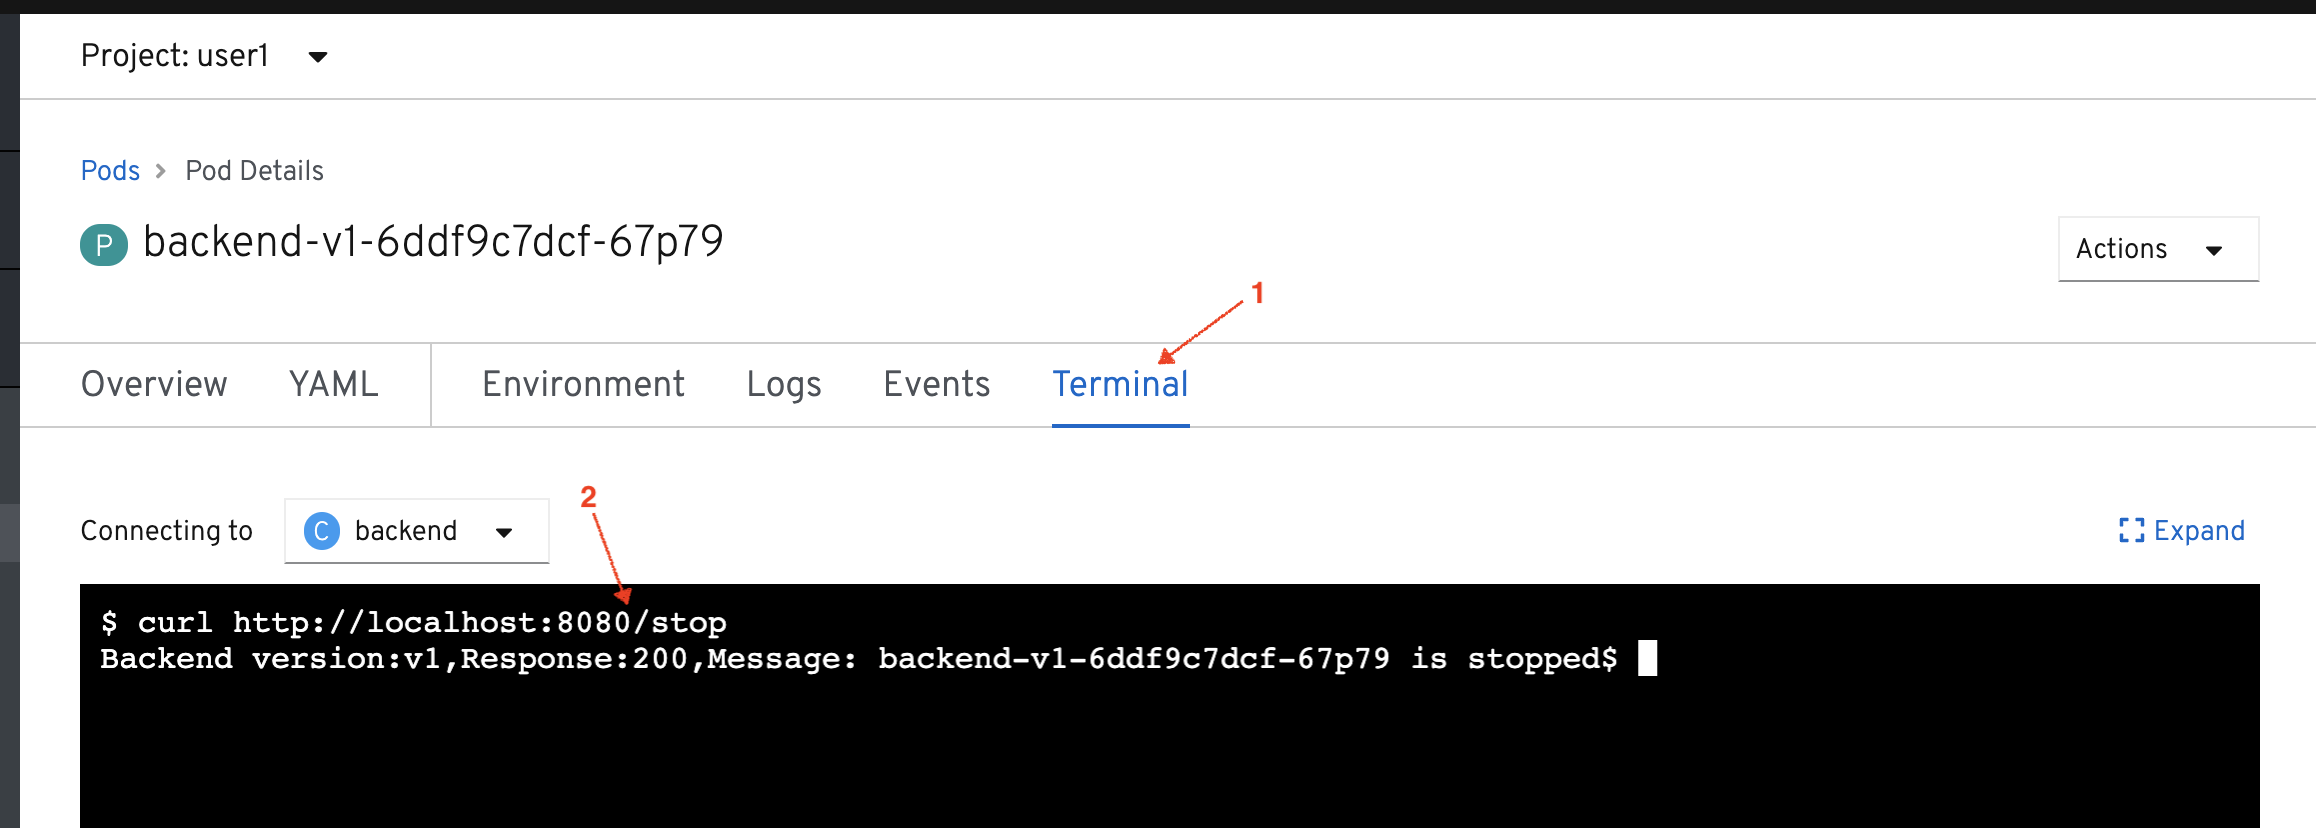 Project: user1
Pods > Pod Details
P backend-v1-6ddf9c7dcf-67p79
Actions
1
Overview YAML Environment Logs Events Terminal
2
Connecting to C backend Expand
$ curl http://localhost:8080/stop
Backend version:v1,Response:200,Message: backend-v1-6ddf9c7dcf-67p79 is stopped$